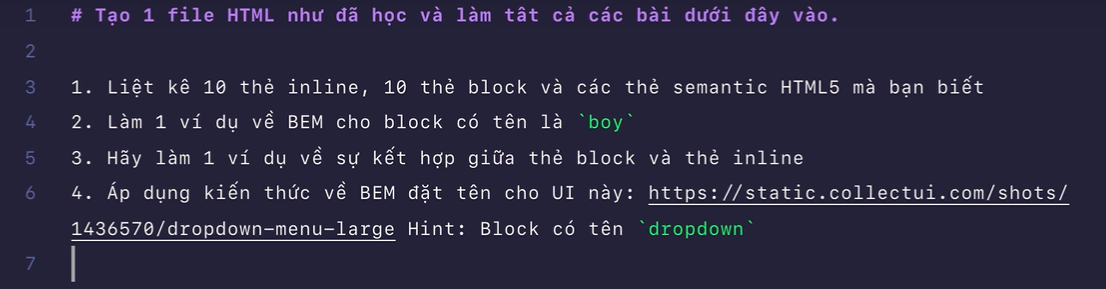 1 # Tạo 1 file HTML như đã học và làm tât cả các bài dưới đây vào.
2
3 1. Liệt kê 10 thẻ inline, 10 thẻ block và các thẻ semantic HTML5 mà bạn biết
4 2. Làm 1 ví dụ về BEM cho block có tên là `boy`
5 3. Hãy làm 1 ví dụ về sự kết hợp giữa thẻ block và thẻ inline
6 4. Áp dụng kiến thức về BEM đặt tên cho UI này: https://static.collectui.com/shots/
1436570/dropdown-menu-large Hint: Block có tên `dropdown`
7